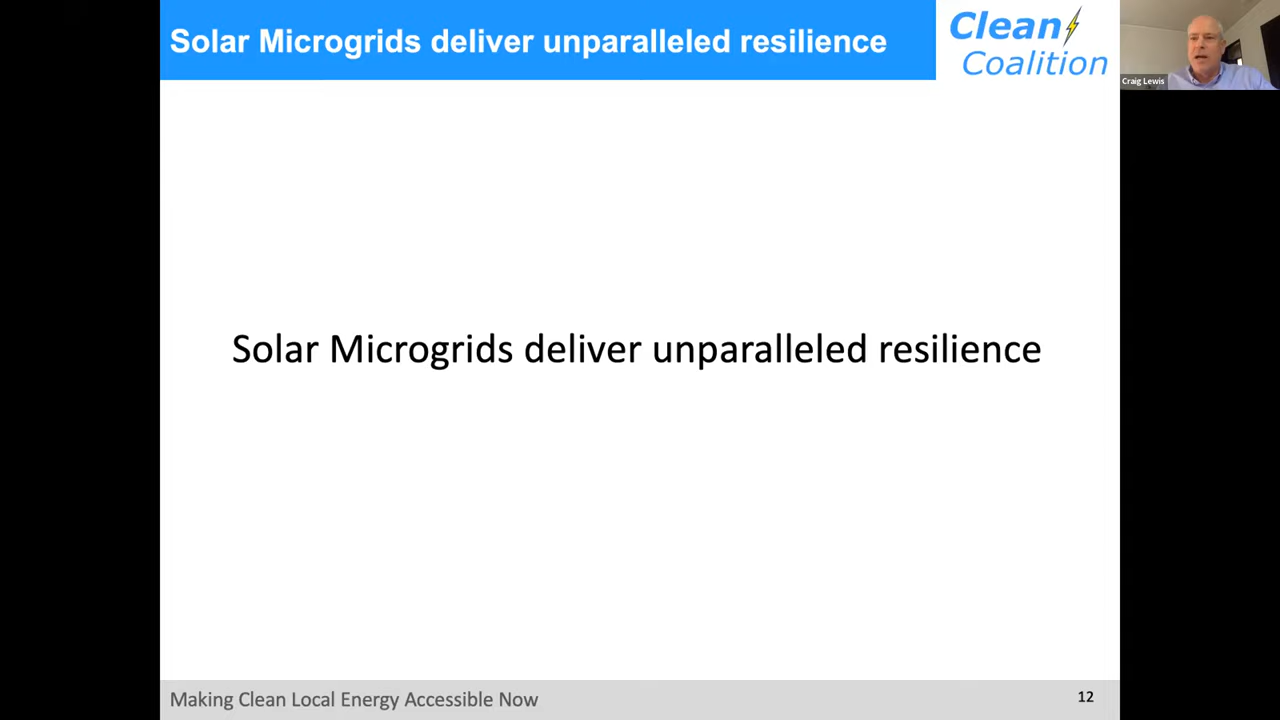 Solar Microgrids deliver unparalleled resilience
Clean
Coalition
Craig Lewis
Solar Microgrids deliver unparalleled resilience
Making Clean Local Energy Accessible Now
12